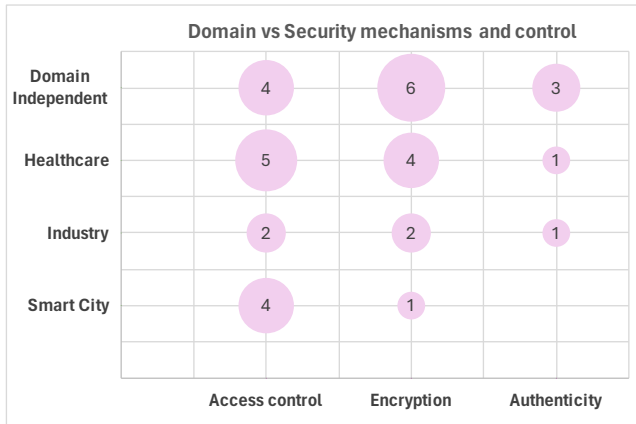 Domain vs Security mechanisms and control
Domain
Independent
4
6
3
Healthcare
5
4
1
Industry
2
2
1
Smart City
4
1
Access control
Encryption
Authenticity